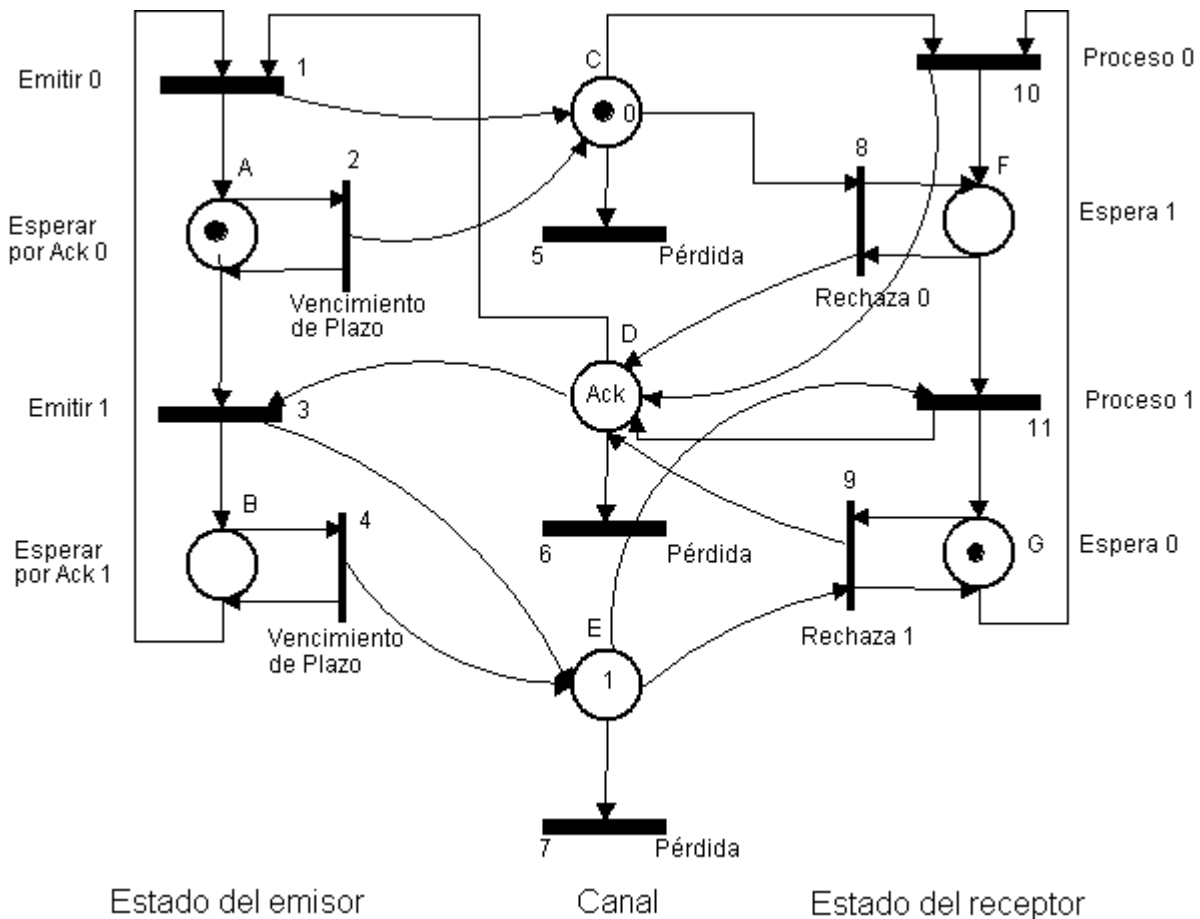 C
Emitir 0
1
Proceso 0
10
0
A
2
8
F
Esperar
por Ack 0
Espera 1
5
Pérdida
Vencimiento
de Plazo
Rechaza 0
D
Ack
Emitir 1
3
Proceso 1
11
B
4
9
Esperar
por Ack 1
6
Pérdida
G
Espera 0
Vencimiento
de Plazo
E
Rechaza 1
1
7
Pérdida
Estado del emisor
Canal
Estado del receptor